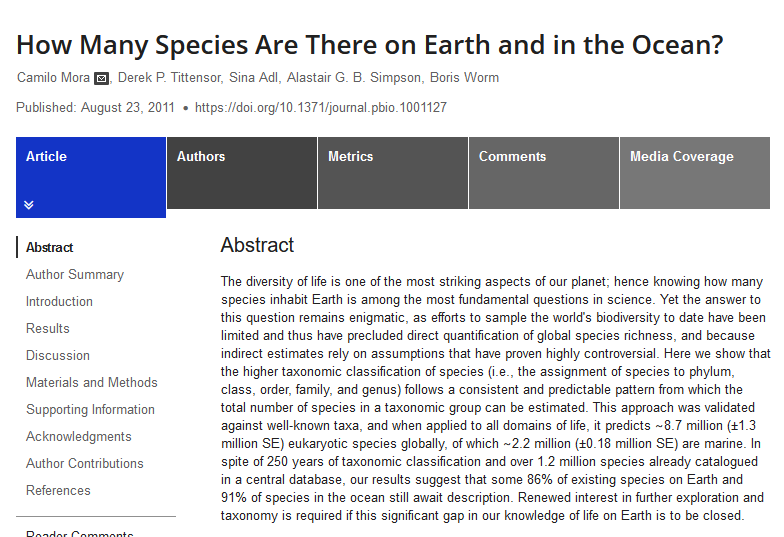 How Many Species Are There on Earth and in the Ocean?
Camilo Mora , Derek P. Tittensor, Sina Adl, Alastair G. B. Simpson, Boris Worm
Published: August 23, 2011 • https://doi.org/10.1371/journal.pbio.1001127
Article
Authors
Metrics
Comments
Media Coverage
Abstract
Author Summary
Introduction
Results
Discussion
Materials and Methods
Supporting Information
Acknowledgments
Author Contributions
References
Reader Comments
Abstract
The diversity of life is one of the most striking aspects of our planet; hence knowing how many
species inhabit Earth is among the most fundamental questions in science. Yet the answer to
this question remains enigmatic, as efforts to sample the world's biodiversity to date have been
limited and thus have precluded direct quantification of global species richness, and because
indirect estimates rely on assumptions that have proven highly controversial. Here we show that
the higher taxonomic classification of species (i.e., the assignment of species to phylum,
class, order, family, and genus) follows a consistent and predictable pattern from which the
total number of species in a taxonomic group can be estimated. This approach was validated
against well-known taxa, and when applied to all domains of life, it predicts ~8.7 million (±1.3
million SE) eukaryotic species globally, of which ~2.2 million (±0.18 million SE) are marine. In
spite of 250 years of taxonomic classification and over 1.2 million species already catalogued
in a central database, our results suggest that some 86% of existing species on Earth and
91% of species in the ocean still await description. Renewed interest in further exploration and
taxonomy is required if this significant gap in our knowledge of life on Earth is to be closed.